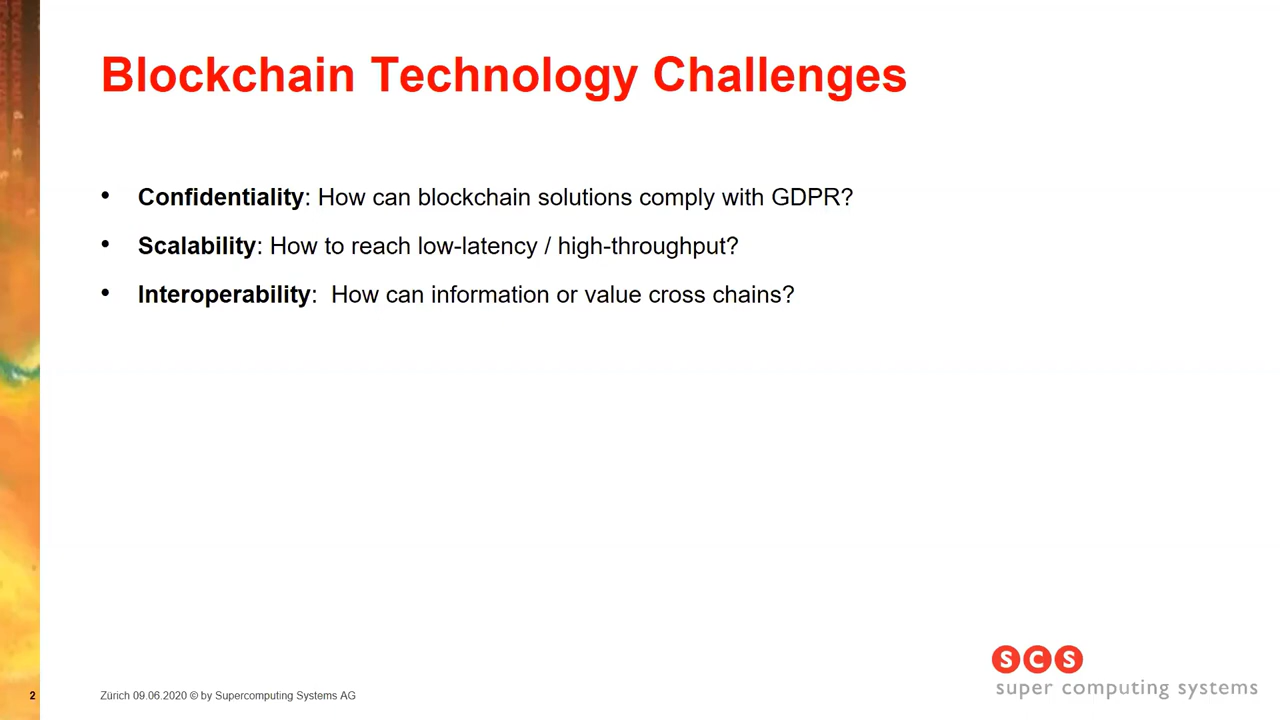 Blockchain Technology Challenges
• Confidentiality: How can blockchain solutions comply with GDPR?
• Scalability: How to reach low-latency / high-throughput?
• Interoperability:  How can information or value cross chains?
scs
super computing systems
2
Zürich 09.06.2020 © by Supercomputing Systems AG